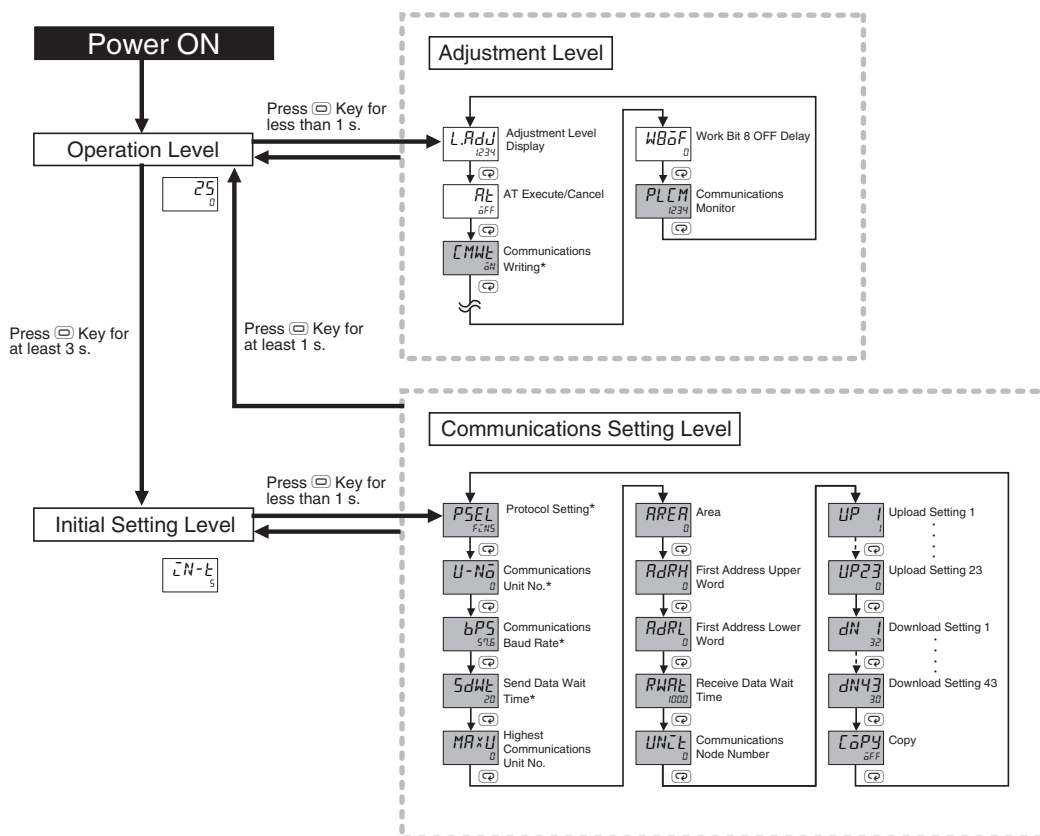 Power ON
Operation Level
25
0
Press Key for
less than 1 s.
Adjustment Level
L.AdJ
1234
Adjustment Level
Display
At
oFF
AT Execute/Cancel
CMWt
oN
Communications
Writing*
W8oF
0
Work Bit 8 OFF Delay
PLCM
1234
Communications
Monitor
Press Key for
at least 3 s.
Press Key for
at least 1 s.
Communications Setting Level
Press Key for
less than 1 s.
Initial Setting Level
iN-t
5
PSEL
FiNS
Protocol Setting*
U-No
0
Communications
Unit No.*
bPS
57.6
Communications
Baud Rate*
SdWt
20
Send Data Wait
Time*
MAxU
0
Highest
Communications
Unit No.
AREA
0
Area
AdRH
0
First Address Upper
Word
AdRL
0
First Address Lower
Word
RWAt
1000
Receive Data Wait
Time
UNit
0
Communications
Node Number
UP 1
1
Upload Setting 1
UP23
0
Upload Setting 23
dN 1
32
Download Setting 1
dN43
30
Download Setting 43
CoPy
oFF
Copy